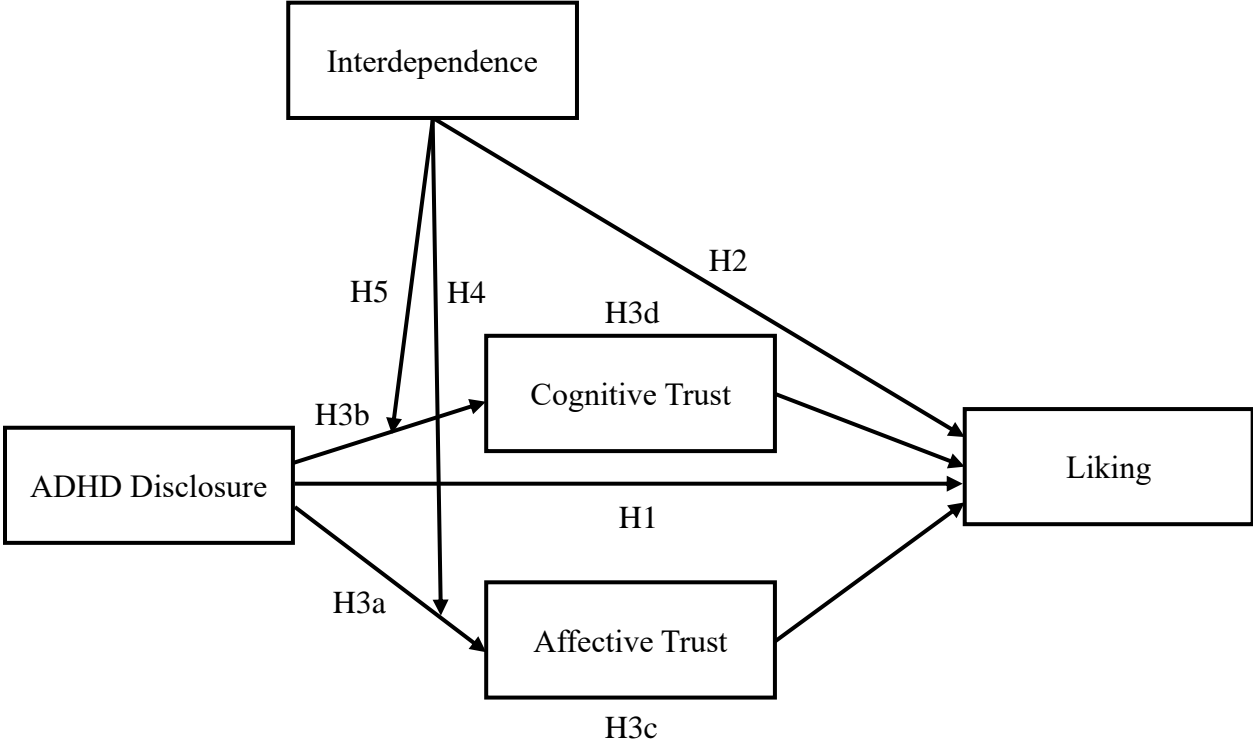 Interdependence
H2
H5
H4
H3d
Cognitive Trust
H3b
Liking
ADHD Disclosure
H1
H3a
Affective Trust
H3c